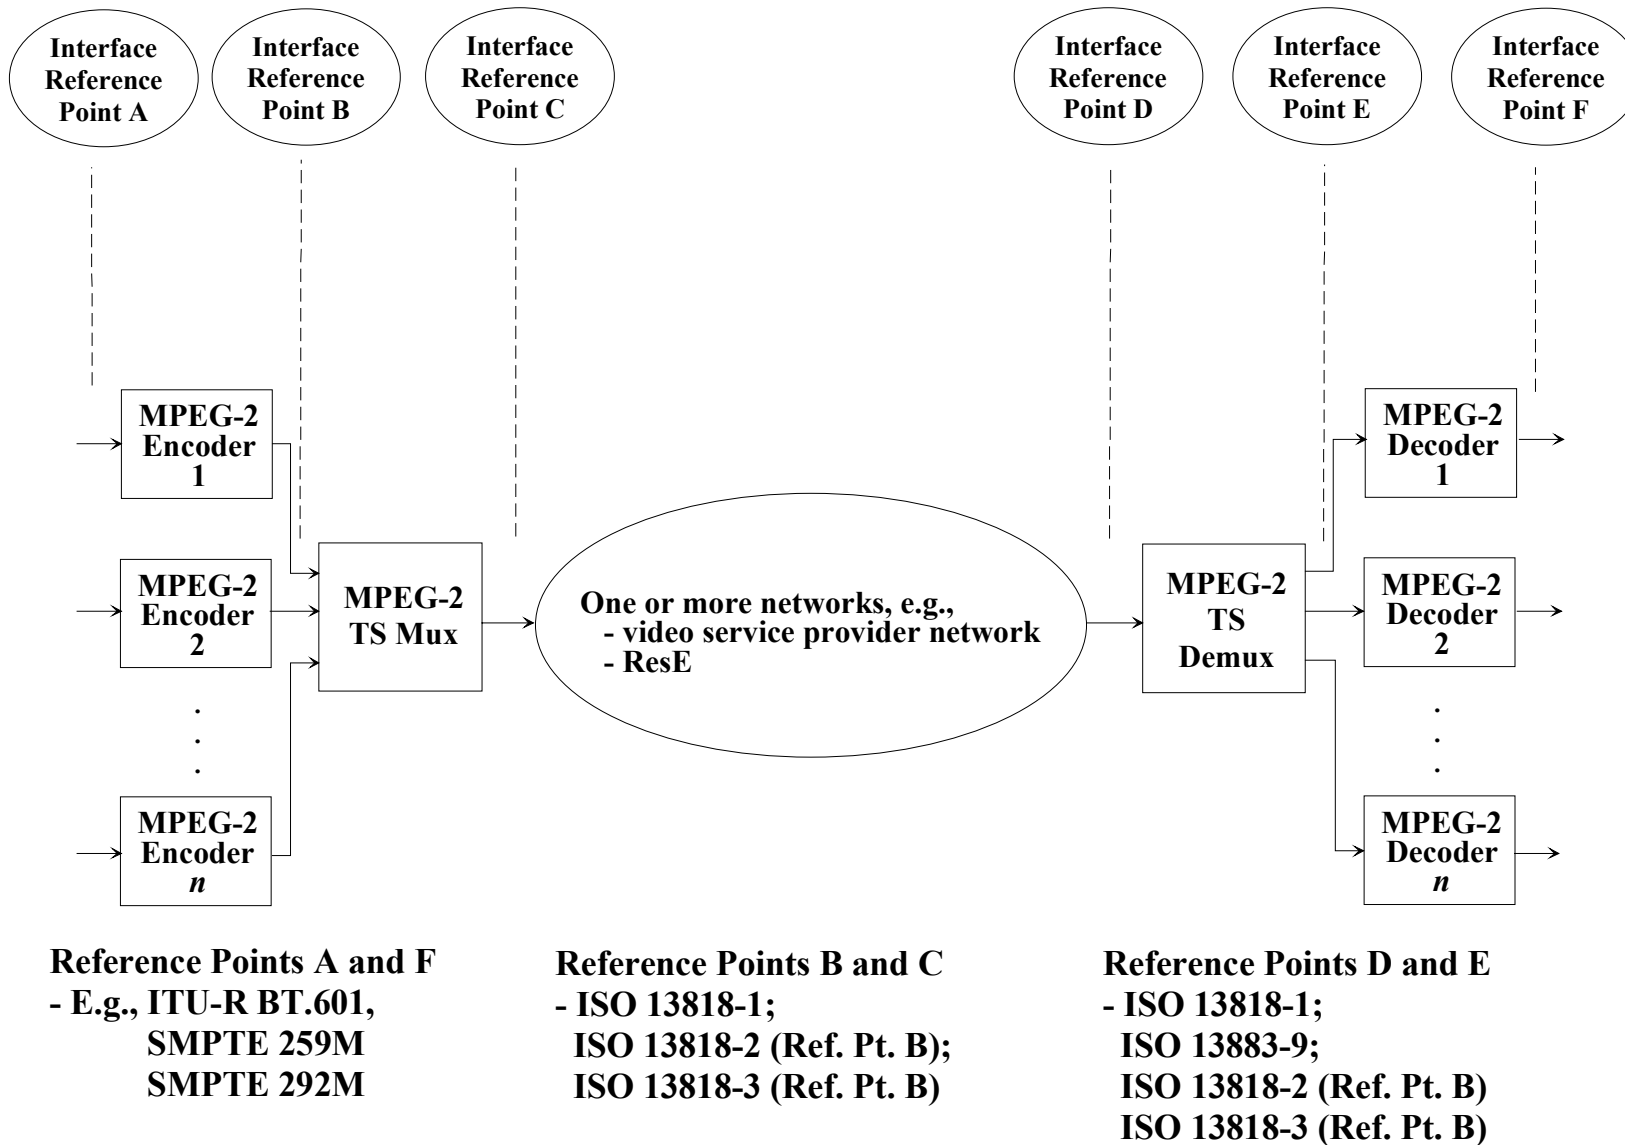 Interface
Reference
Point A
Interface
Reference
Point B
Interface
Reference
Point C
Interface
Reference
Point D
Interface
Reference
Point E
Interface
Reference
Point F
MPEG-2
Encoder
1
MPEG-2
Encoder
2
.
.
.
MPEG-2
Encoder
n
MPEG-2
TS Mux
One or more networks, e.g.,
- video service provider network
- ResE
MPEG-2
TS
Demux
MPEG-2
Decoder
1
MPEG-2
Decoder
2
.
.
.
MPEG-2
Decoder
n
Reference Points A and F
- E.g., ITU-R BT.601,
SMPTE 259M
SMPTE 292M
Reference Points B and C
- ISO 13818-1;
ISO 13818-2 (Ref. Pt. B);
ISO 13818-3 (Ref. Pt. B)
Reference Points D and E
- ISO 13818-1;
ISO 13883-9;
ISO 13818-2 (Ref. Pt. B)
ISO 13818-3 (Ref. Pt. B)